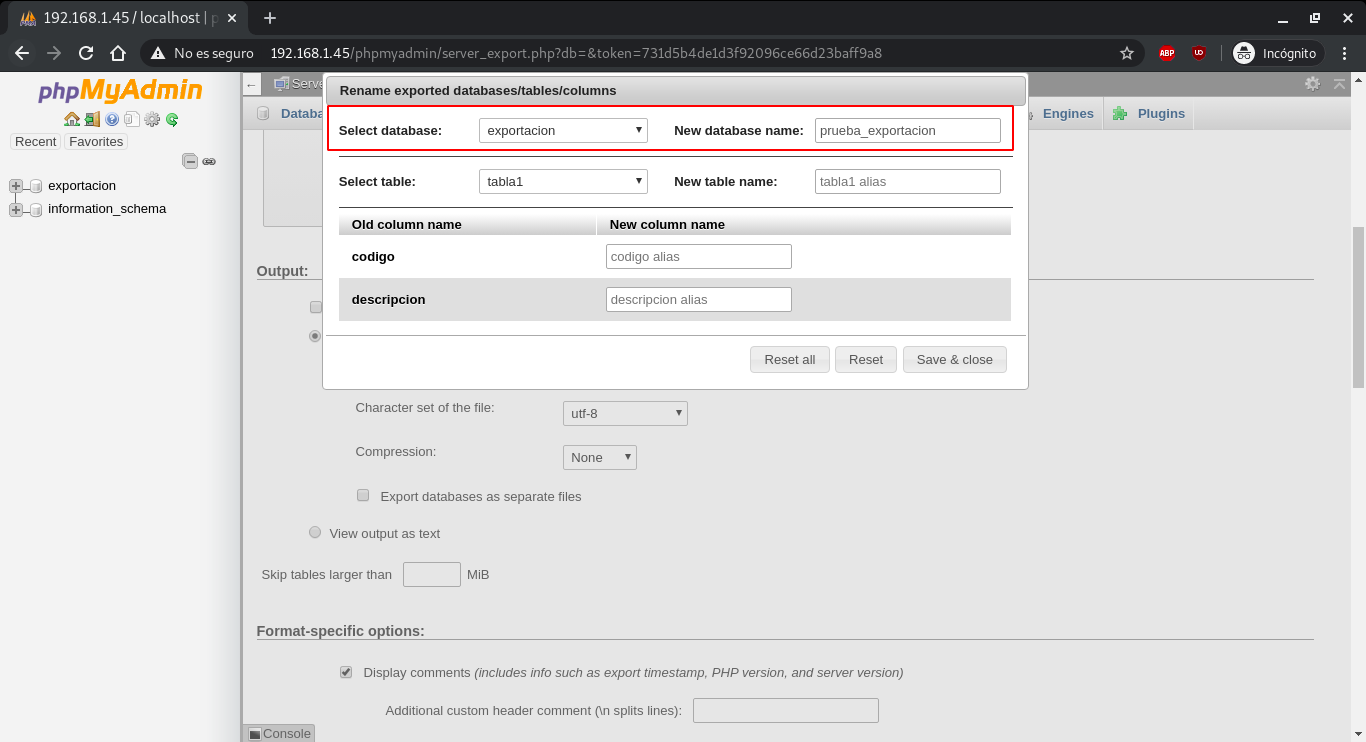 192.168.1.45 / localhost | p
No es seguro 192.168.1.45/phpmyadmin/server_export.php?db=&token=731d5b4de1d3f92096ce66d23baff9a8 ABP UO Incógnito
phpMyAdmin
Recent Favorites
exportacion
information_schema
Serve
Databa Engines Plugins
Rename exported databases/tables/columns
Select database: exportacion New database name: prueba_exportacion
Select table: tabla1 New table name: tabla1 alias
Old column name New column name
codigo codigo alias
descripcion descripcion alias
Reset all Reset Save & close
Output:
Character set of the file: utf-8
Compression: None
Export databases as separate files
View output as text
Skip tables larger than MiB
Format-specific options:
Display comments (includes info such as export timestamp, PHP version, and server version)
Additional custom header comment (\n splits lines):
Console